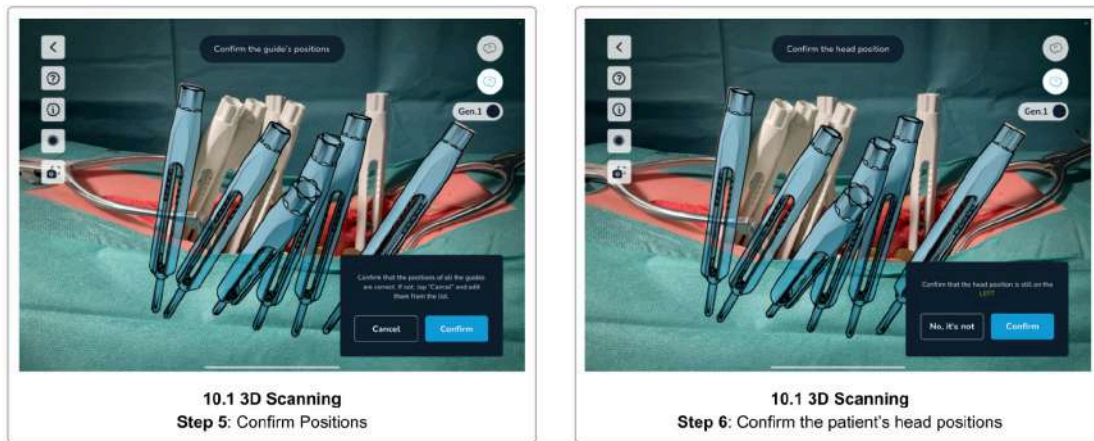 Confirm the guide's positions
Gen.1
Confirm that the positions of all the guides
are correct. If not, tap "Cancel" and edit
them from the list.
Cancel
Confirm
10.1 3D Scanning
Step 5: Confirm Positions
Confirm the head position
Gen.1
Confirm that the head position is still on the
LEFT
No, it's not
Confirm
10.1 3D Scanning
Step 6: Confirm the patient's head positions